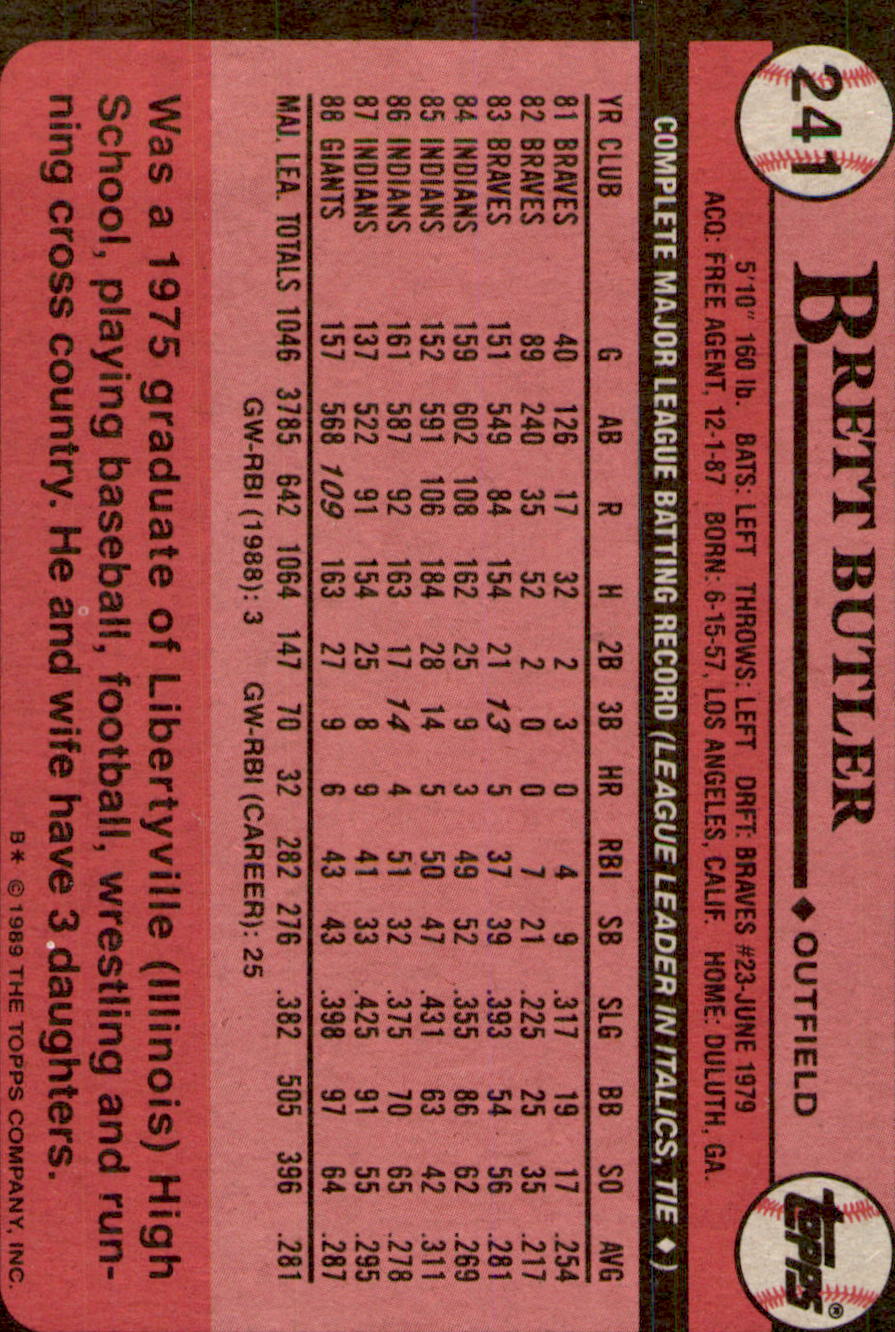 241
BRETT BUTLER ♦ OUTFIELD
topps®
5'10" 160 lb. BATS: LEFT THROWS: LEFT DRFT: BRAVES #23-JUNE 1979
ACQ: FREE AGENT, 12-1-87 BORN: 6-15-57, LOS ANGELES, CALIF. HOME: DULUTH, GA.
COMPLETE MAJOR LEAGUE BATTING RECORD (LEAGUE LEADER IN ITALICS, TIE ♦)
YR CLUB G AB R H 2B 3B HR RBI SB SLG BB SO AVG
81 BRAVES 40 126 17 32 2 3 0 4 9 .317 19 17 .254
82 BRAVES 89 240 35 52 2 0 0 7 21 .225 25 35 .217
83 BRAVES 151 549 84 154 21 13 5 37 39 .393 54 56 .281
84 INDIANS 159 602 108 162 25 9 3 49 52 .355 86 62 .269
85 INDIANS 152 591 106 184 28 14 5 50 47 .431 63 42 .311
86 INDIANS 161 587 92 163 17 14 4 51 32 .375 70 65 .278
87 INDIANS 137 522 91 154 25 8 9 41 33 .425 91 55 .295
88 GIANTS 157 568 109 163 27 9 6 43 43 .398 97 64 .287
MAJ. LEA. TOTALS 1046 3785 642 1064 147 70 32 282 276 .382 505 396 .281
GW-RBI (1988): 3 GW-RBI (CAREER): 25
Was a 1975 graduate of Libertyville (Illinois) High
School, playing baseball, football, wrestling and run-
ning cross country. He and wife have 3 daughters.
B* ©1989 THE TOPPS COMPANY, INC.